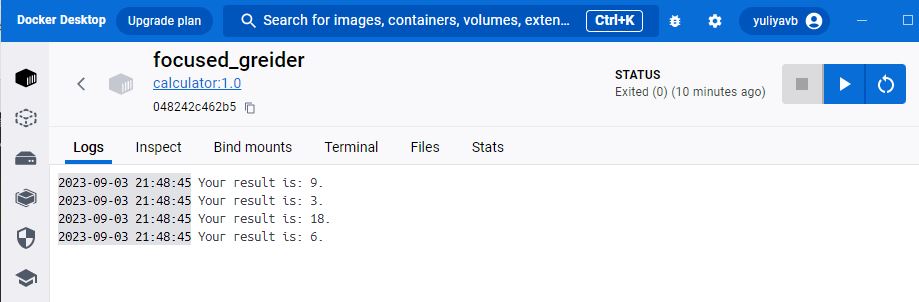 Docker Desktop Upgrade plan Search for images, containers, volumes, exten... Ctrl+K yuliyavb
focused_greider
calculator:1.0
048242c462b5
STATUS
Exited (0) (10 minutes ago)
Logs Inspect Bind mounts Terminal Files Stats
2023-09-03 21:48:45 Your result is: 9.
2023-09-03 21:48:45 Your result is: 3.
2023-09-03 21:48:45 Your result is: 18.
2023-09-03 21:48:45 Your result is: 6.